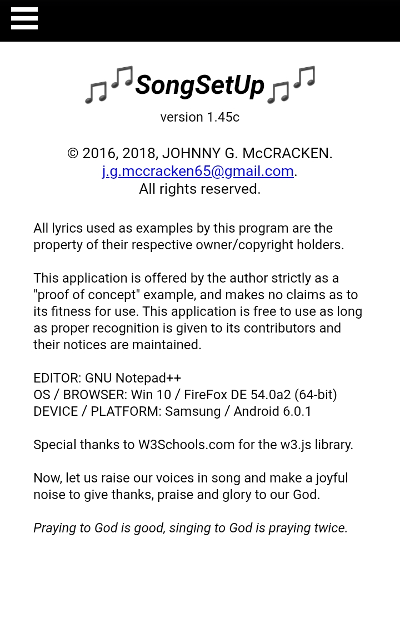 SongSetUp
version 1.45c
© 2016, 2018, JOHNNY G. McCRACKEN.
j.g.mccracken65@gmail.com.
All rights reserved.
All lyrics used as examples by this program are the
property of their respective owner/copyright holders.
This application is offered by the author strictly as a
"proof of concept" example, and makes no claims as to
its fitness for use. This application is free to use as long
as proper recognition is given to its contributors and
their notices are maintained.
EDITOR: GNU Notepad++
OS / BROWSER: Win 10 / FireFox DE 54.0a2 (64-bit)
DEVICE / PLATFORM: Samsung / Android 6.0.1
Special thanks to W3Schools.com for the w3.js library.
Now, let us raise our voices in song and make a joyful
noise to give thanks, praise and glory to our God.
Praying to God is good, singing to God is praying twice.